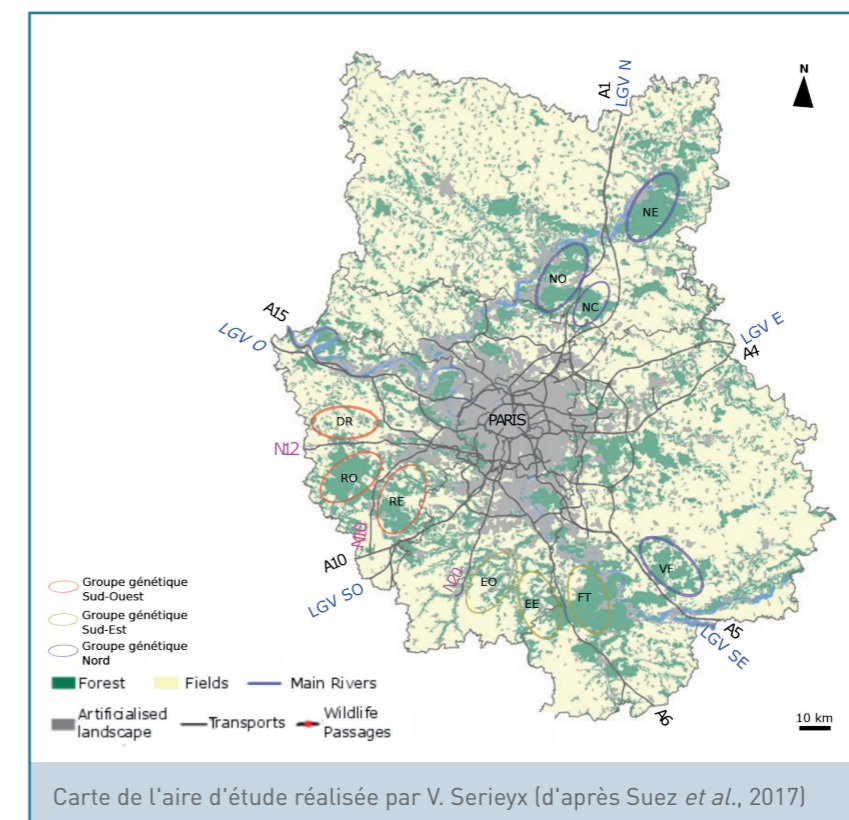 A1
LGV N
N
NE
NO
NC
A15
LGV O
LGV E
A4
PARIS
DR
N12
RO
RE
N10
A10
LGV SO
N20
EO
EE
FT
VF
A5
LGV SE
A6
Groupe génétique
Sud-Ouest
Groupe génétique
Sud-Est
Groupe génétique
Nord
Forest Fields Main Rivers
Artificialised
landscape
Transports
Wildlife
Passages
10 km
Carte de l'aire d'étude réalisée par V. Serieyx (d'après Suez et al., 2017)